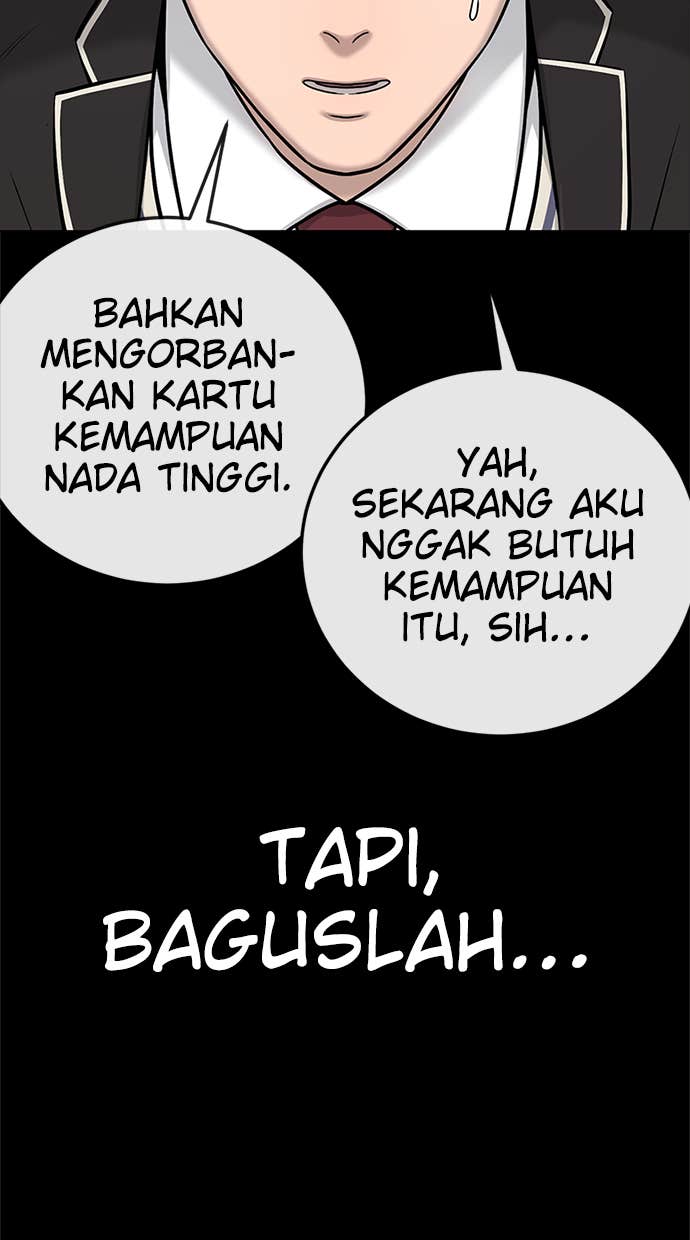 BAHKAN
MENGORBAN-
KAN KARTU
KEMAMPUAN
NADA TINGGI.
YAH,
SEKARANG AKU
NGGAK BUTUH
KEMAMPUAN
ITU, SIH...
TAPI,
BAGUSLAH...